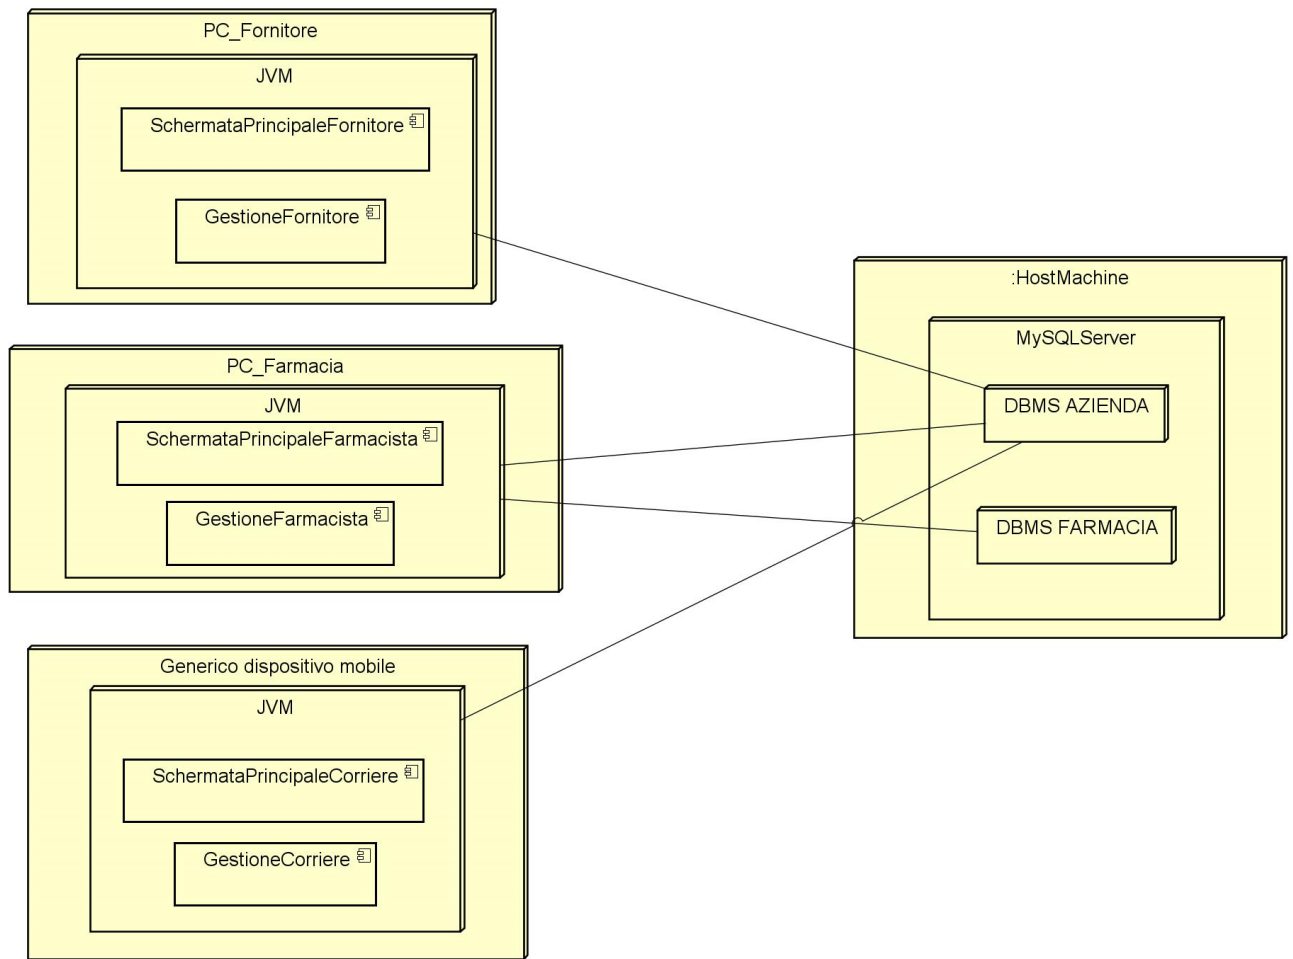 PC_Fornitore
JVM
SchermataPrincipaleFornitore
GestioneFornitore
PC_Farmacia
JVM
SchermataPrincipaleFarmacista
GestioneFarmacista
Generico dispositivo mobile
JVM
SchermataPrincipaleCorriere
GestioneCorriere
:HostMachine
MySQLServer
DBMS AZIENDA
DBMS FARMACIA